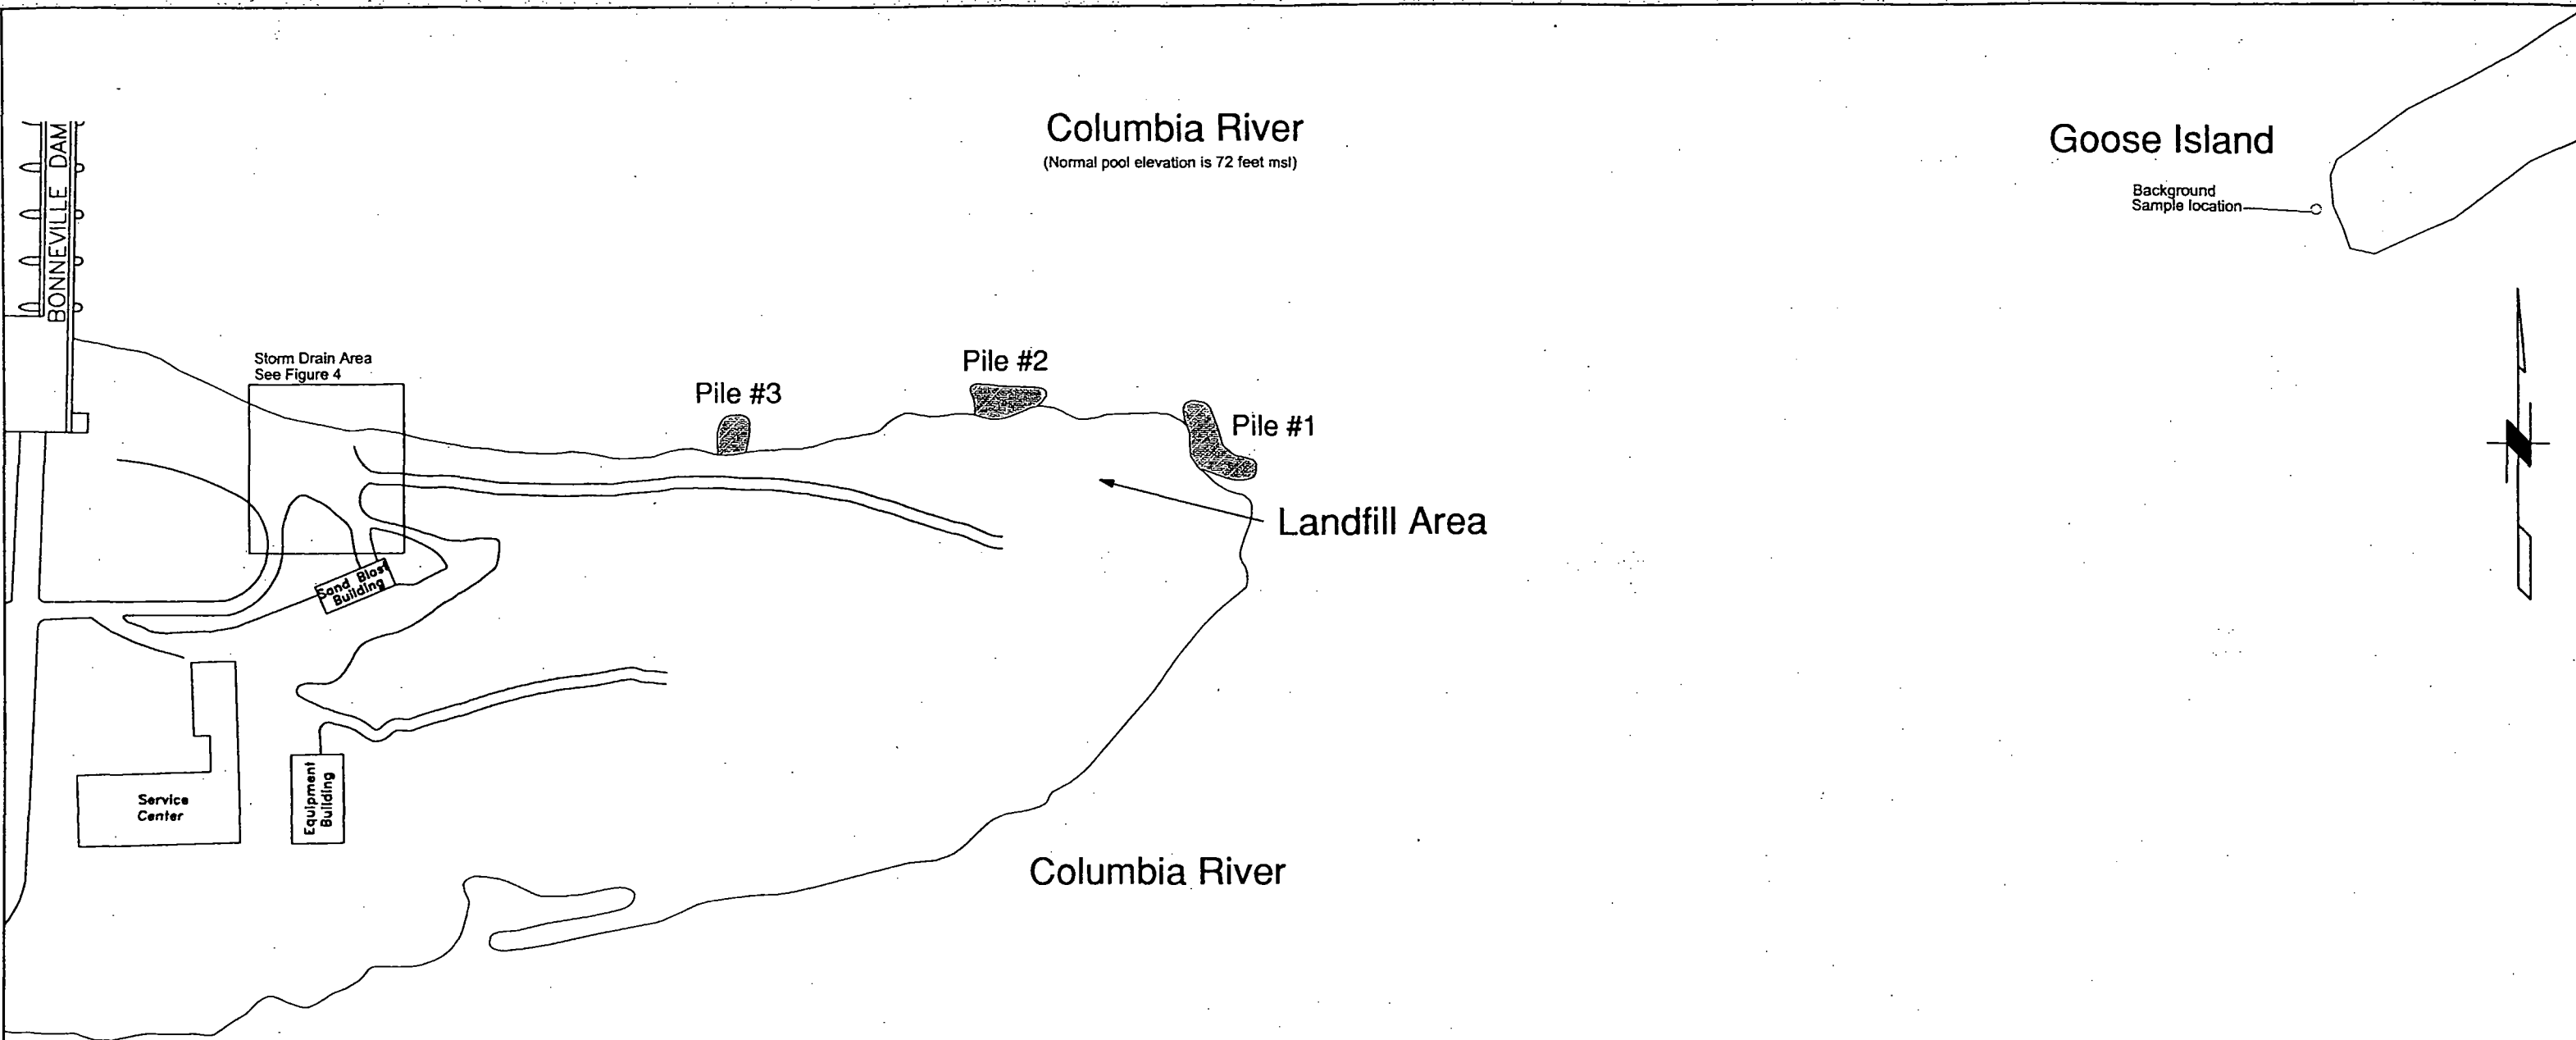 Columbia River
(Normal pool elevation is 72 feet msl)
Goose Island
Background
Sample location
BONNEVILLE DAM
Storm Drain Area
See Figure 4
Pile #3
Pile #2
Pile #1
Landfill Area
Sand Blast
Building
Service
Center
Equipment
Building
Columbia River
N